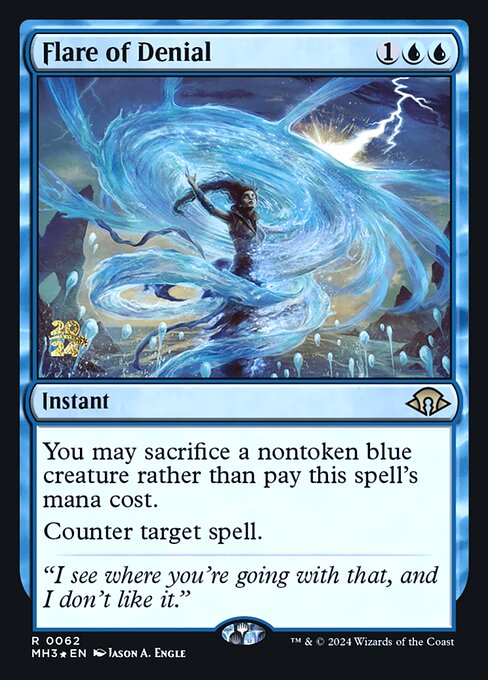 Flare of Denial 1
2024
Instant
You may sacrifice a nontoken blue
creature rather than pay this spell's
mana cost.
Counter target spell.
"I see where you're going with that, and
I don't like it."
R 0062
MH3★EN Jason A. Engle
™ & © 2024 Wizards of the Coast